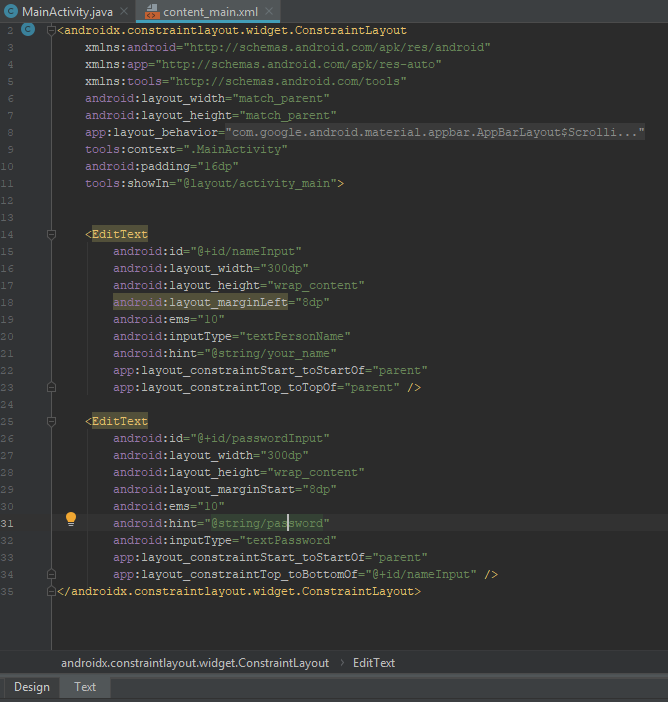 MainActivity.java × content_main.xml ×
2 <androidx.constraintlayout.widget.ConstraintLayout
3 xmlns:android="http://schemas.android.com/apk/res/android"
4 xmlns:app="http://schemas.android.com/apk/res-auto"
5 xmlns:tools="http://schemas.android.com/tools"
6 android:layout_width="match_parent"
7 android:layout_height="match_parent"
8 app:layout_behavior="com.google.android.material.appbar.AppBarLayout$Scrolli..."
9 tools:context=".MainActivity"
10 android:padding="16dp"
11 tools:showIn="@layout/activity_main">
12
13
14 <EditText
15 android:id="@+id/nameInput"
16 android:layout_width="300dp"
17 android:layout_height="wrap_content"
18 android:layout_marginLeft="8dp"
19 android:ems="10"
20 android:inputType="textPersonName"
21 android:hint="@string/your_name"
22 app:layout_constraintStart_toStartOf="parent"
23 app:layout_constraintTop_toTopOf="parent" />
24
25 <EditText
26 android:id="@+id/passwordInput"
27 android:layout_width="300dp"
28 android:layout_height="wrap_content"
29 android:layout_marginStart="8dp"
30 android:ems="10"
31 android:hint="@string/password"
32 android:inputType="textPassword"
33 app:layout_constraintStart_toStartOf="parent"
34 app:layout_constraintTop_toBottomOf="@+id/nameInput" />
35 </androidx.constraintlayout.widget.ConstraintLayout>
androidx.constraintlayout.widget.ConstraintLayout › EditText
Design Text